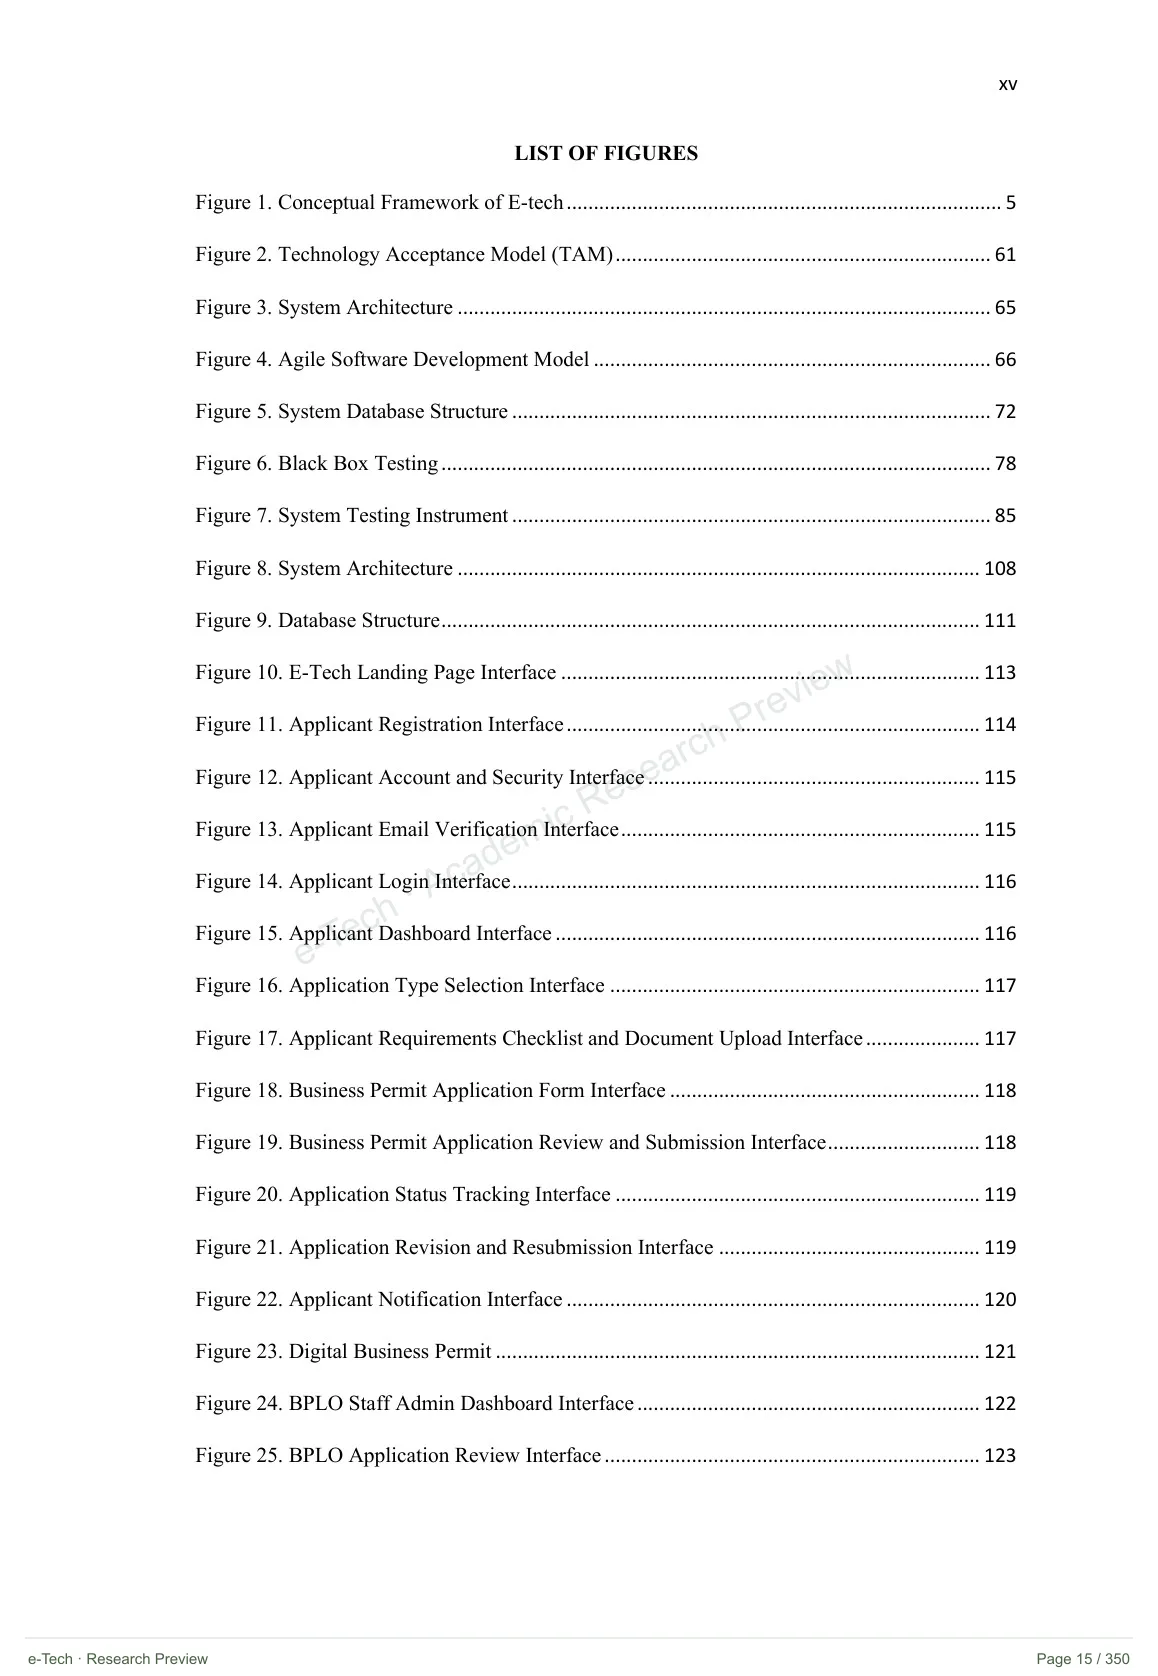 xv
LIST OF FIGURES
Figure 1. Conceptual Framework of E-tech ................................................................................ 5
Figure 2. Technology Acceptance Model (TAM) ..................................................................... 61
Figure 3. System Architecture .................................................................................................. 65
Figure 4. Agile Software Development Model ......................................................................... 66
Figure 5. System Database Structure ........................................................................................ 72
Figure 6. Black Box Testing ..................................................................................................... 78
Figure 7. System Testing Instrument ........................................................................................ 85
Figure 8. System Architecture ................................................................................................ 108
Figure 9. Database Structure ................................................................................................... 111
Figure 10. E-Tech Landing Page Interface ............................................................................. 113
Figure 11. Applicant Registration Interface ............................................................................ 114
Figure 12. Applicant Account and Security Interface ............................................................. 115
Figure 13. Applicant Email Verification Interface .................................................................. 115
Figure 14. Applicant Login Interface ...................................................................................... 116
Figure 15. Applicant Dashboard Interface .............................................................................. 116
Figure 16. Application Type Selection Interface .................................................................... 117
Figure 17. Applicant Requirements Checklist and Document Upload Interface ..................... 117
Figure 18. Business Permit Application Form Interface ......................................................... 118
Figure 19. Business Permit Application Review and Submission Interface ............................ 118
Figure 20. Application Status Tracking Interface ................................................................... 119
Figure 21. Application Revision and Resubmission Interface ................................................ 119
Figure 22. Applicant Notification Interface ............................................................................ 120
Figure 23. Digital Business Permit ......................................................................................... 121
Figure 24. BPLO Staff Admin Dashboard Interface ............................................................... 122
Figure 25. BPLO Application Review Interface ..................................................................... 123
e-Tech · Academic Research Preview
e-Tech · Research Preview
Page 15 / 350